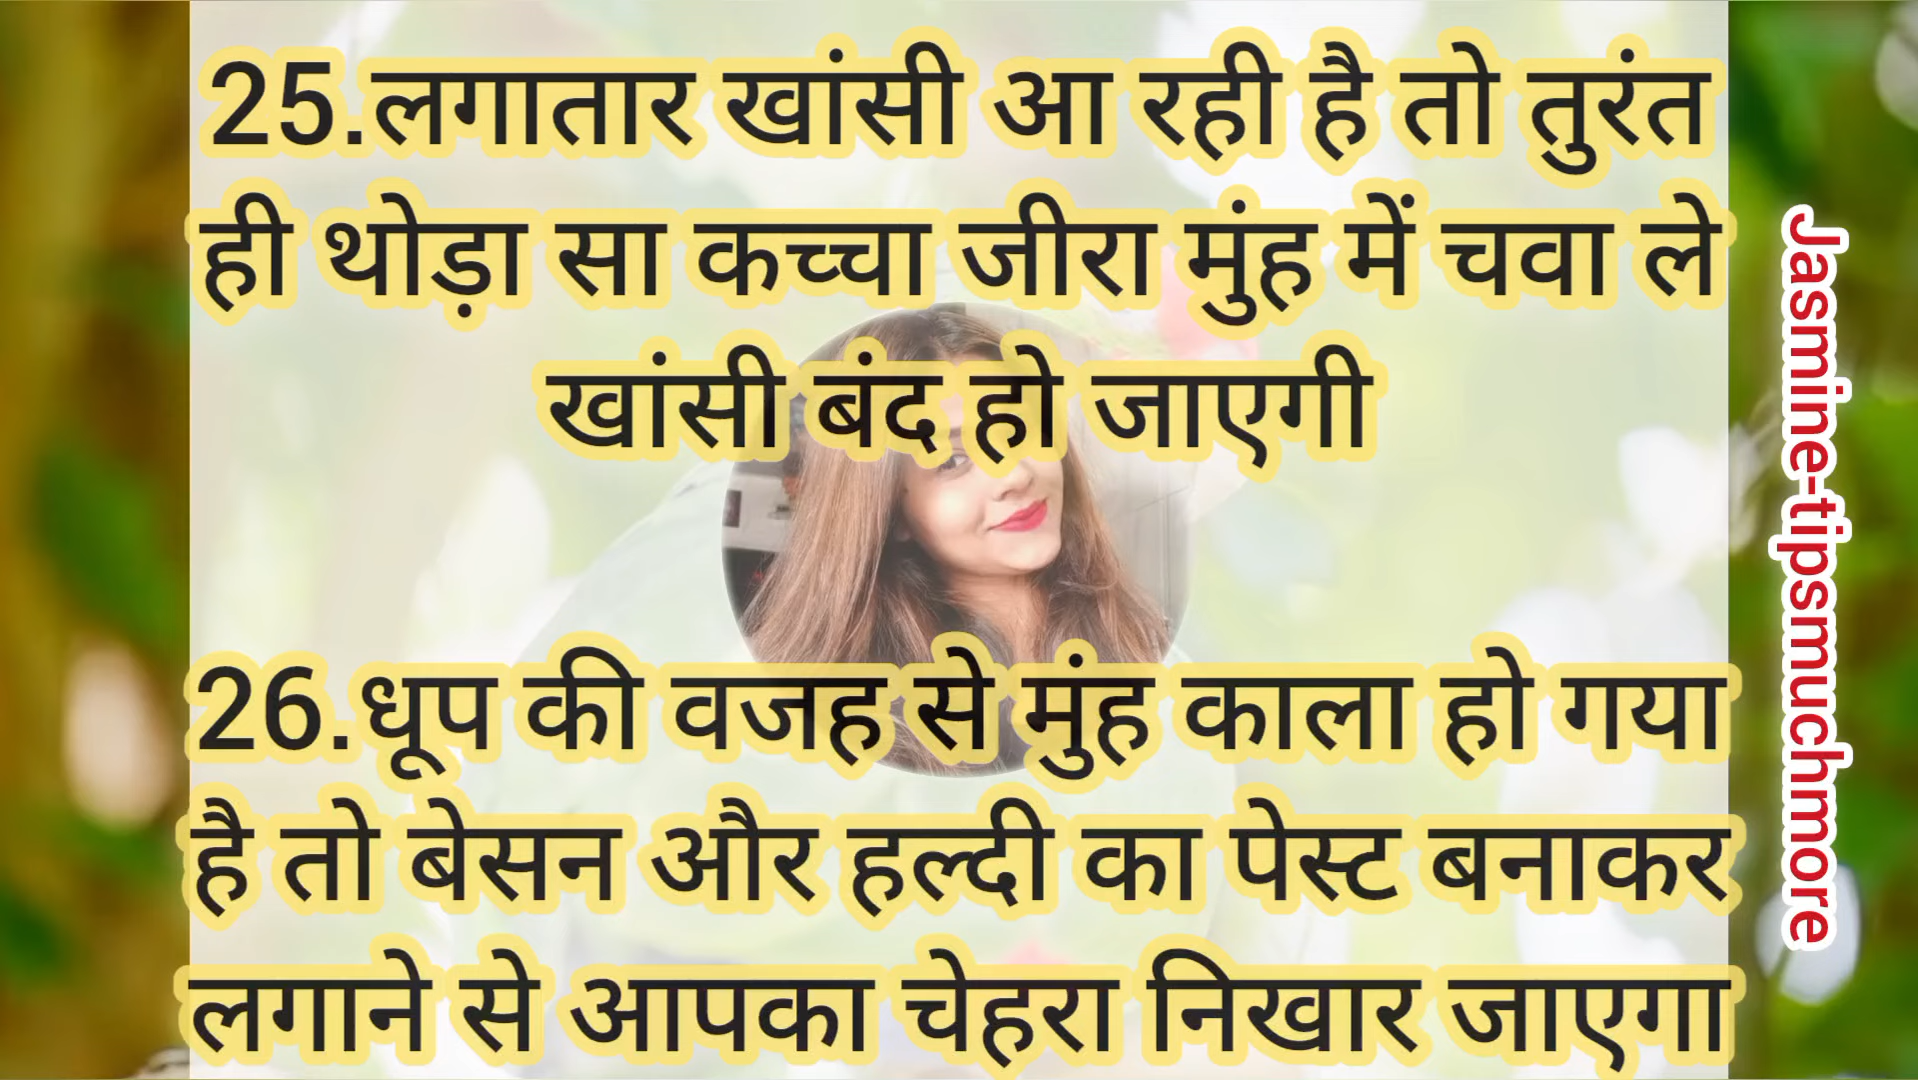 25.लगातार खांसी आ रही है तो तुरंत
ही थोड़ा सा कच्चा जीरा मुंह में चवा ले
खांसी बंद हो जाएगी
26.धूप की वजह से मुंह काला हो गया
है तो बेसन और हल्दी का पेस्ट बनाकर
लगाने से आपका चेहरा निखार जाएगा
Jasmine-tipsmuchmore